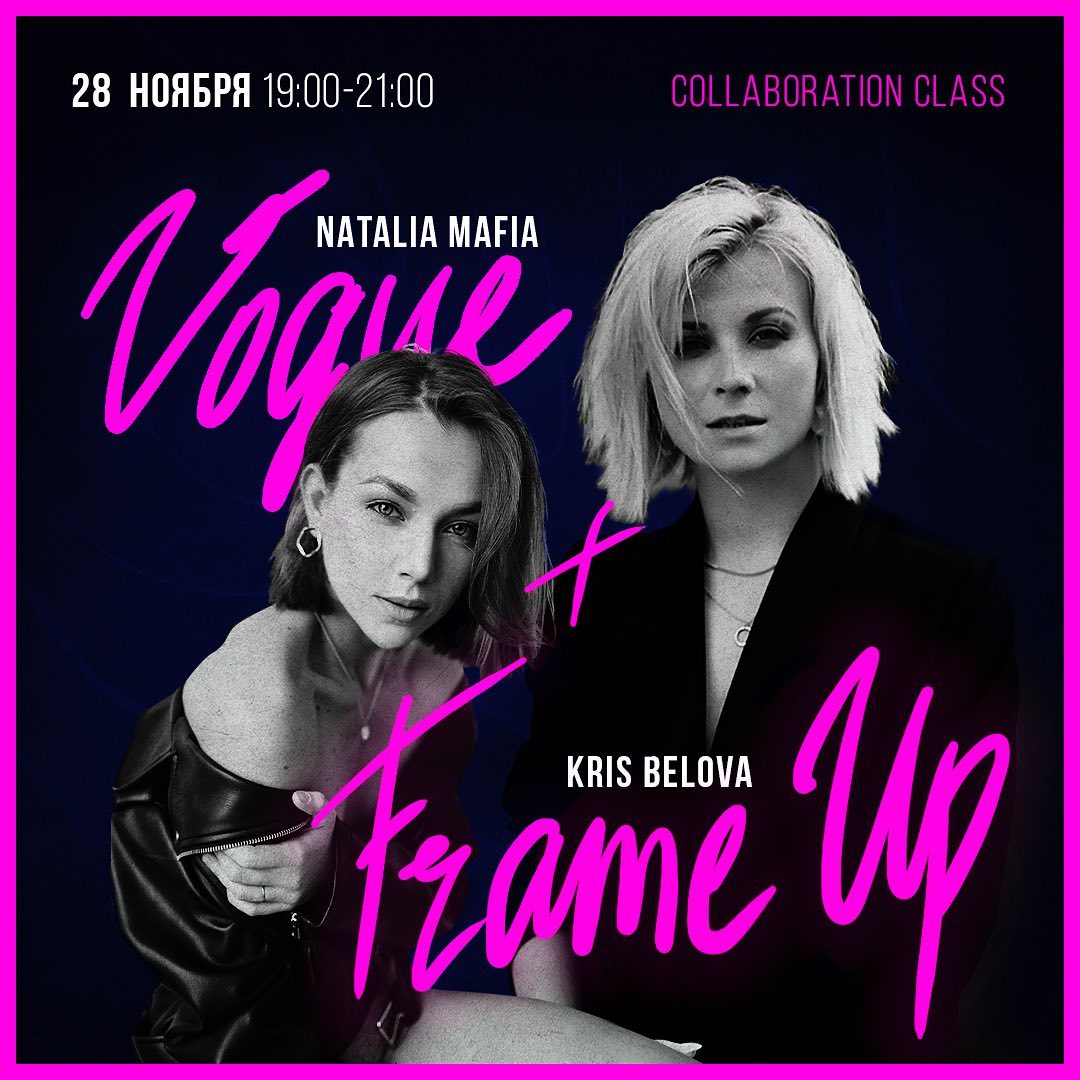 28 НОЯБРЯ 19:00-21:00
COLLABORATION CLASS
NATALIA MAFIA
Vogue
+
KRIS BELOVA
Frame Up